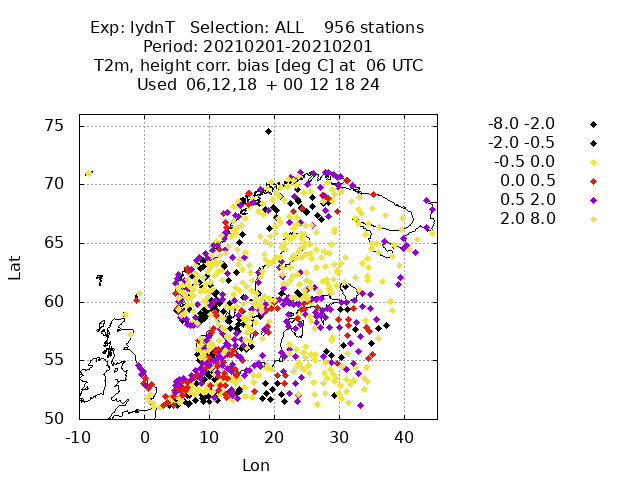 Exp: lydnT   Selection: ALL    956 stations
Period: 20210201-20210201
T2m, height corr. bias [deg C] at  06 UTC
Used  06,12,18  + 00 12 18 24
-8.0 -2.0
-2.0 -0.5
-0.5 0.0
0.0 0.5
0.5 2.0
2.0 8.0
75
70
65
60
55
50
Lat
-10 0 10 20 30 40
Lon